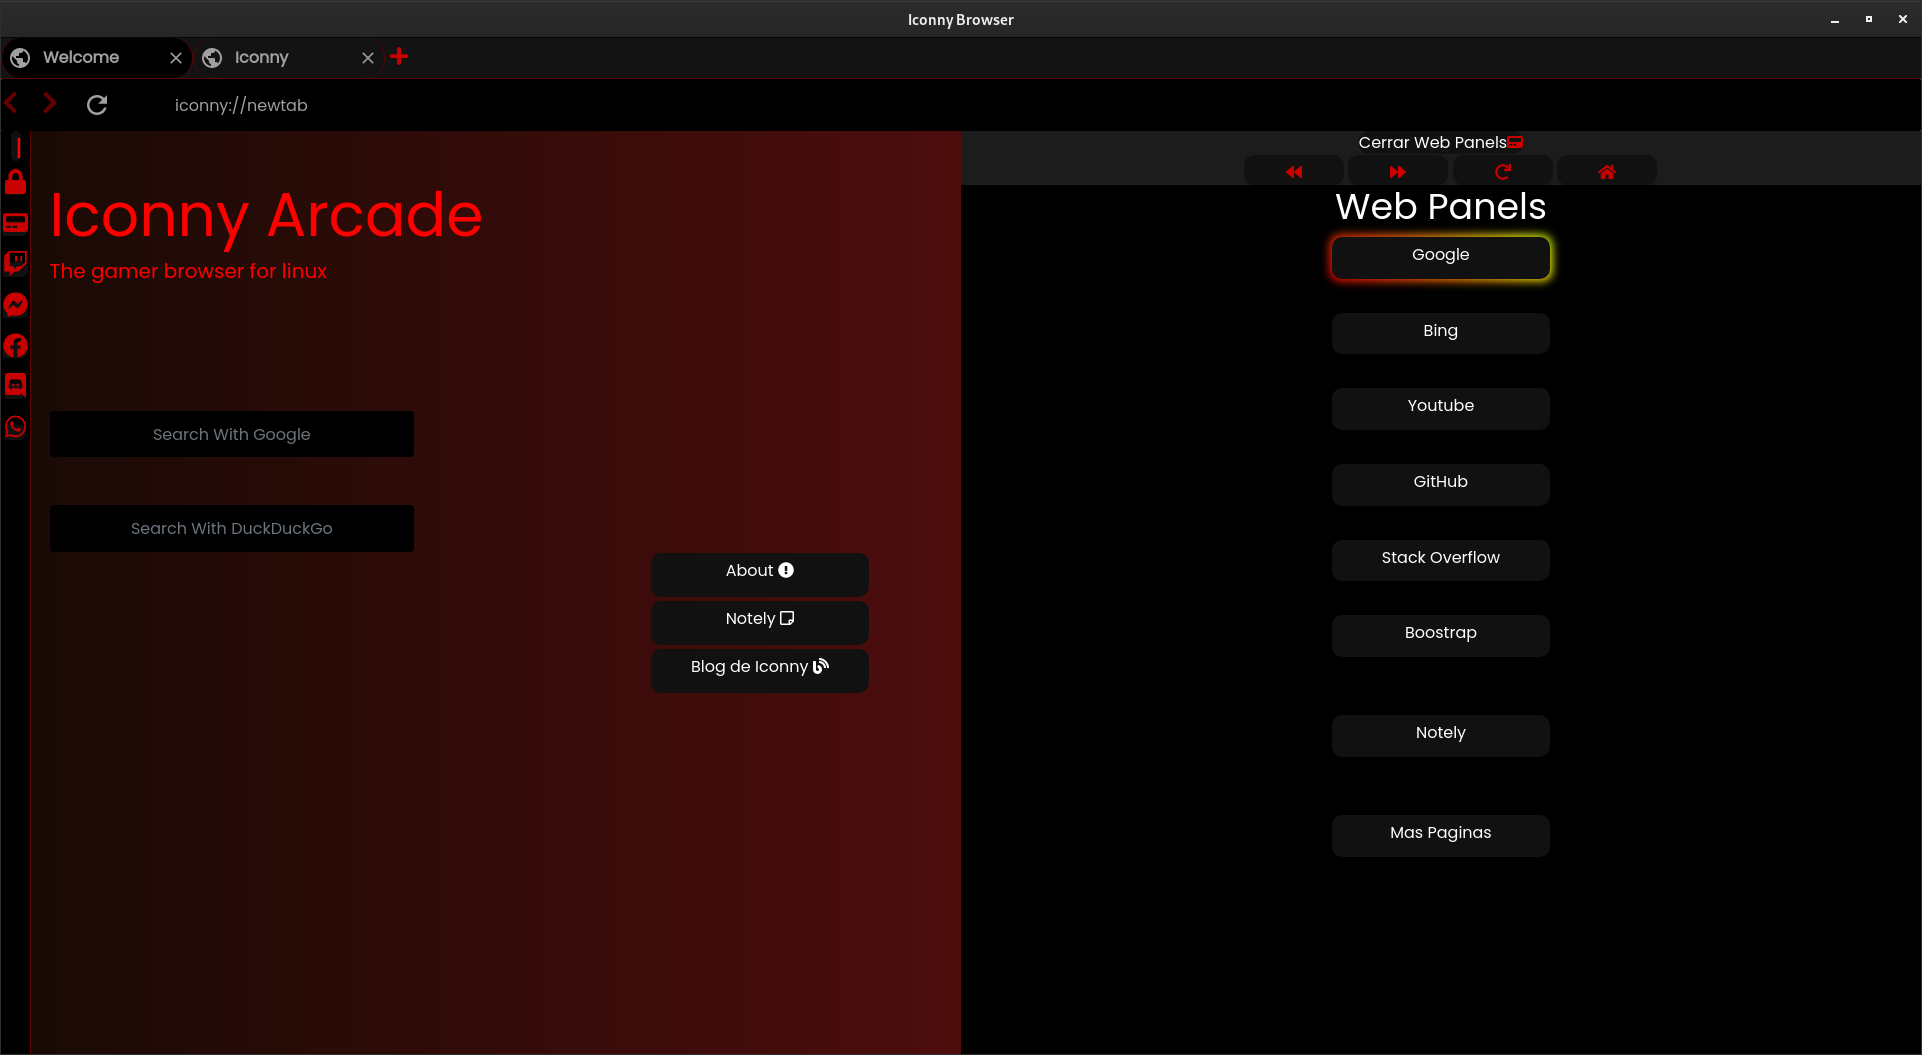 Iconny Browser
Welcome
Iconny
iconny://newtab
Iconny Arcade
The gamer browser for linux
Search With Google
Search With DuckDuckGo
About
Notely
Blog de Iconny
Cerrar Web Panels
Web Panels
Google
Bing
Youtube
GitHub
Stack Overflow
Boostrap
Notely
Mas Paginas